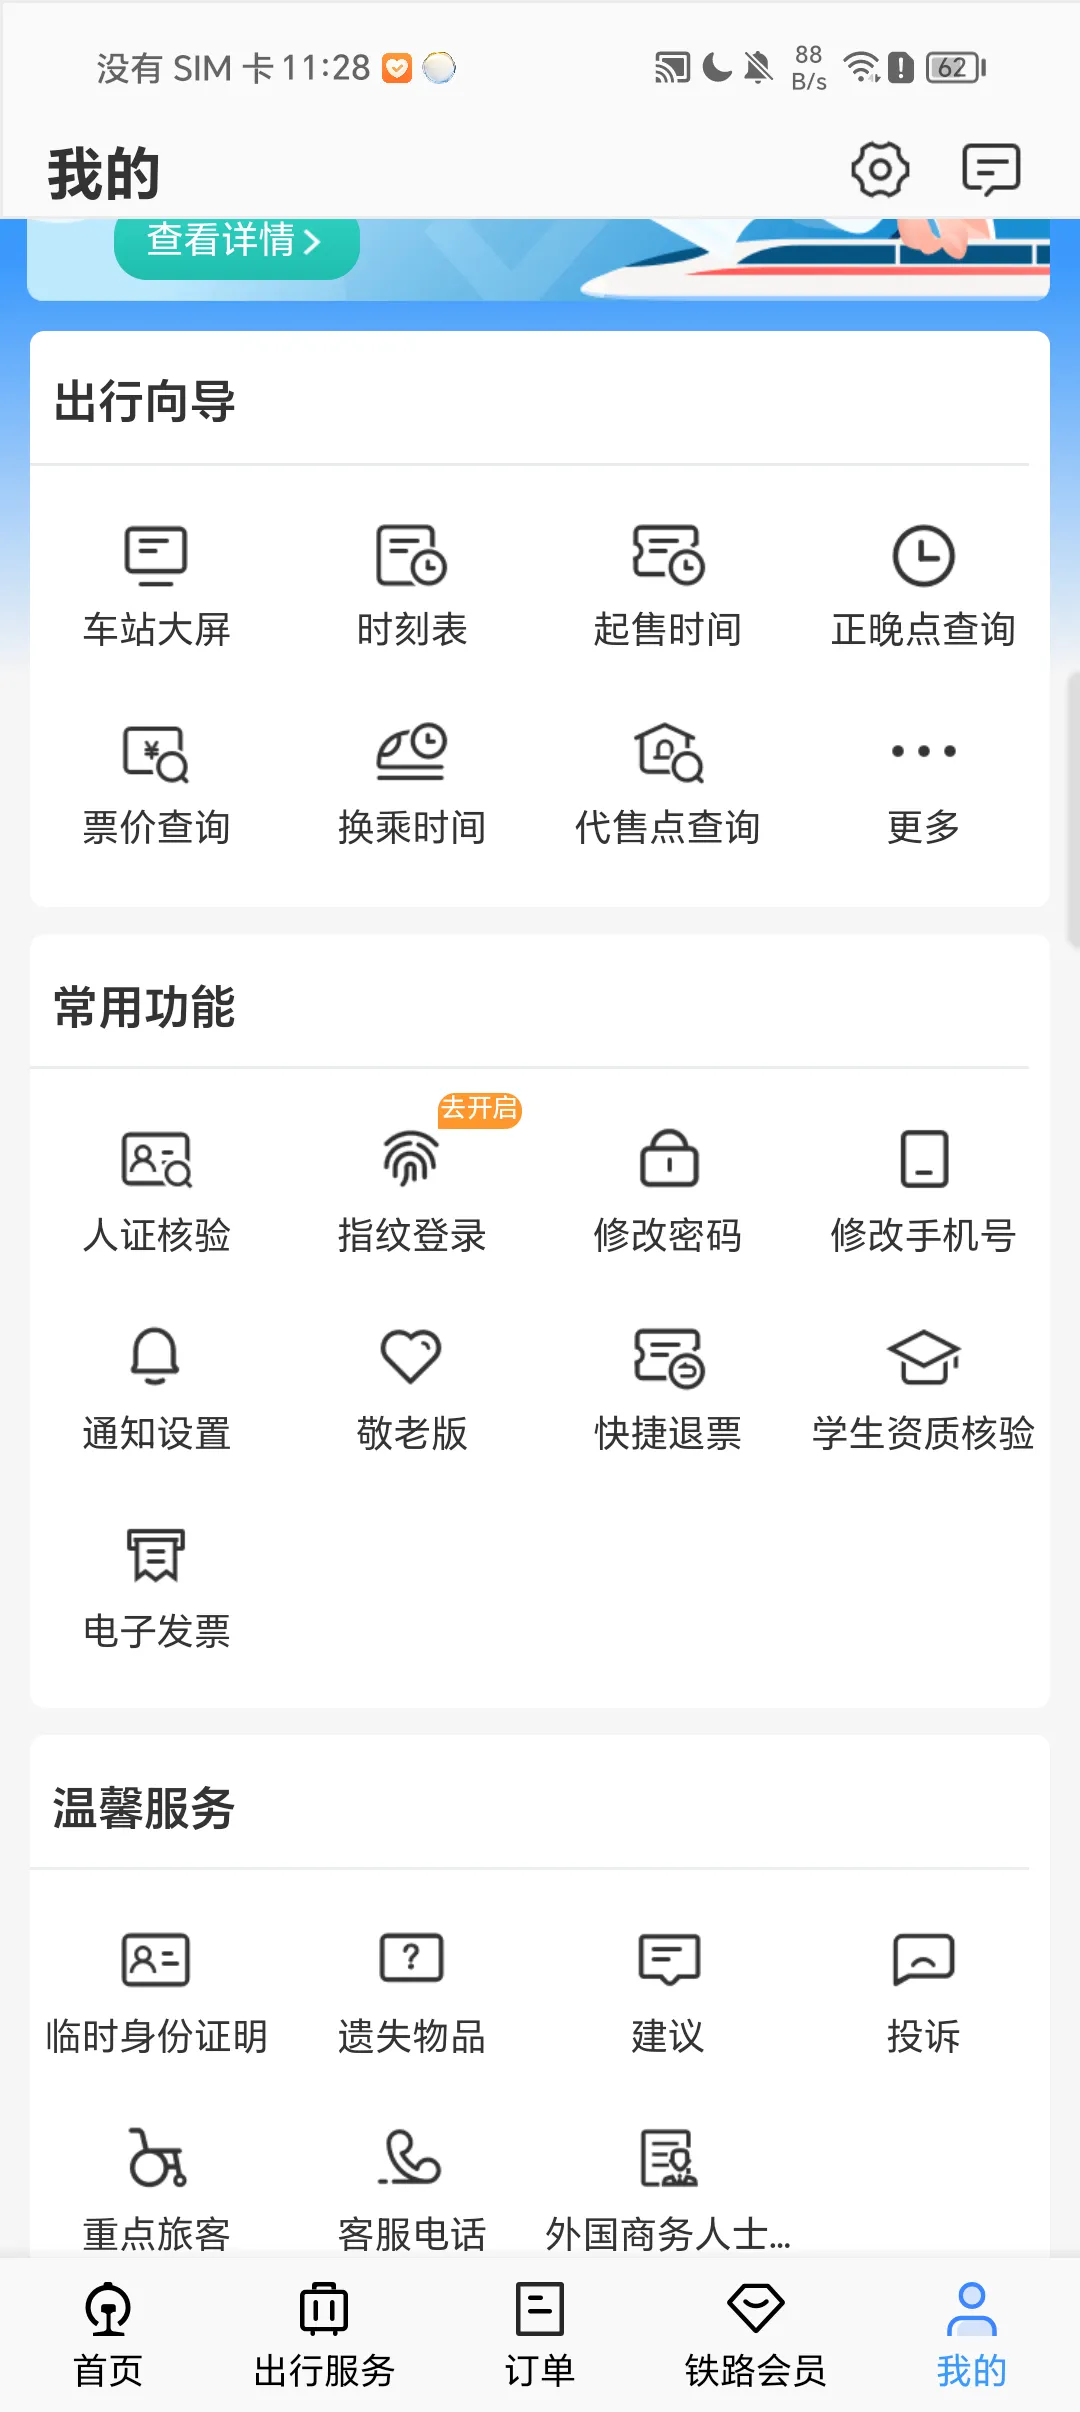 没有 SIM 卡 11:28 88 B/s 62
我的
查看详情
出行向导
车站大屏 时刻表 起售时间 正晚点查询
票价查询 换乘时间 代售点查询 更多
常用功能
去开启
人证核验 指纹登录 修改密码 修改手机号
通知设置 敬老版 快捷退票 学生资质核验
电子发票
温馨服务
临时身份证明 遗失物品 建议 投诉
重点旅客 客服电话 外国商务人士...
首页 出行服务 订单 铁路会员 我的